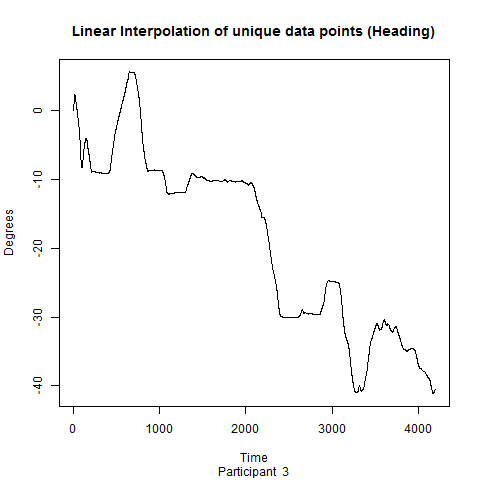 Linear Interpolation of unique data points (Heading)
Degrees
0
-10
-20
-30
-40
0 1000 2000 3000 4000
Time
Participant 3